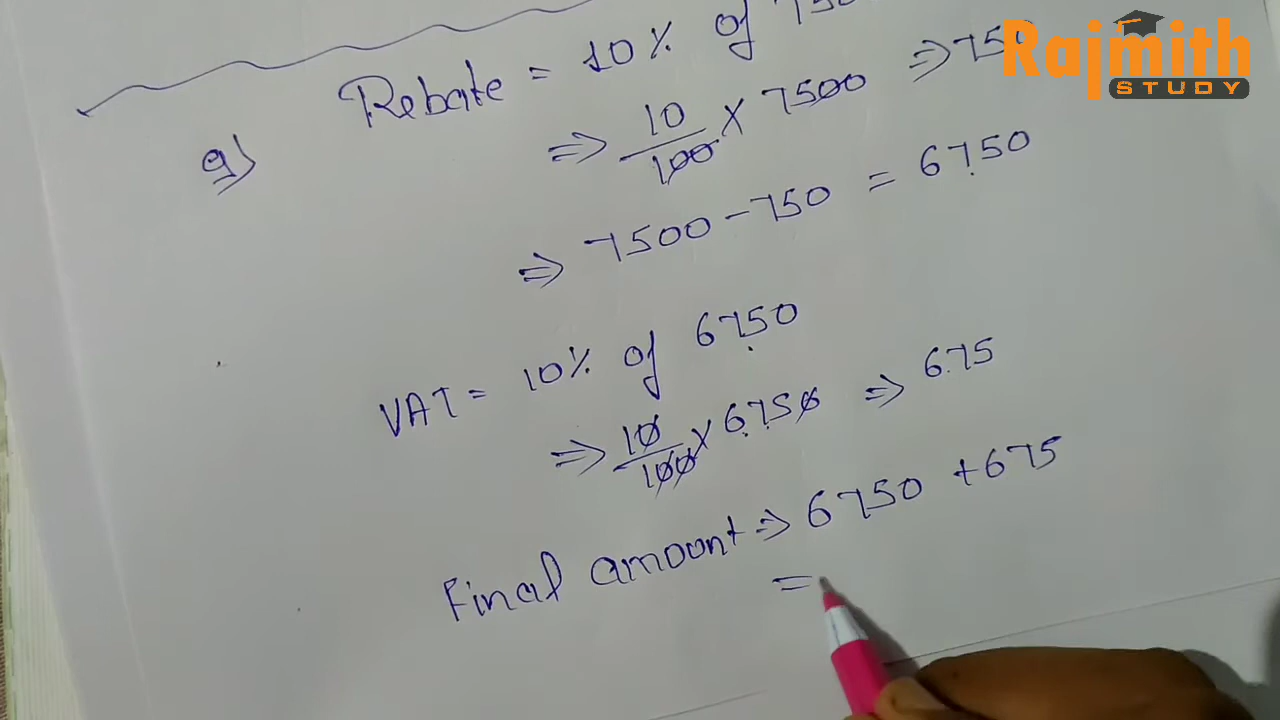 Rebate = 10% of 750
9) ⇒ 10/100 × 7500 ⇒ 750
⇒ 7500 - 750 = 6750
VAT = 10% of 6750
⇒ 10/100 × 6750 ⇒ 675
Final amount ⇒ 6750 + 675
=
Rajmith
STUDY